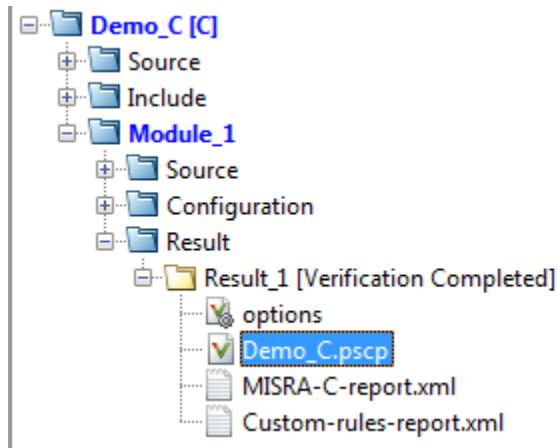 Demo_C [C]
Source
Include
Module_1
Source
Configuration
Result
Result_1 [Verification Completed]
options
Demo_C.pscp
MISRA-C-report.xml
Custom-rules-report.xml